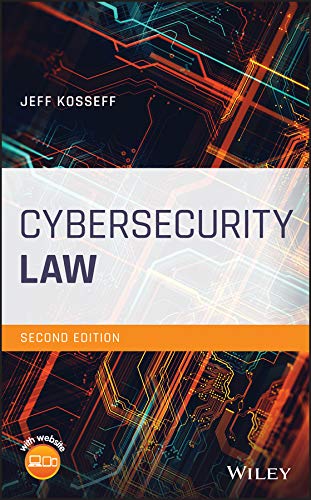 JEFF KOSSEFF
CYBERSECURITY
LAW
SECOND EDITION
with website
WILEY